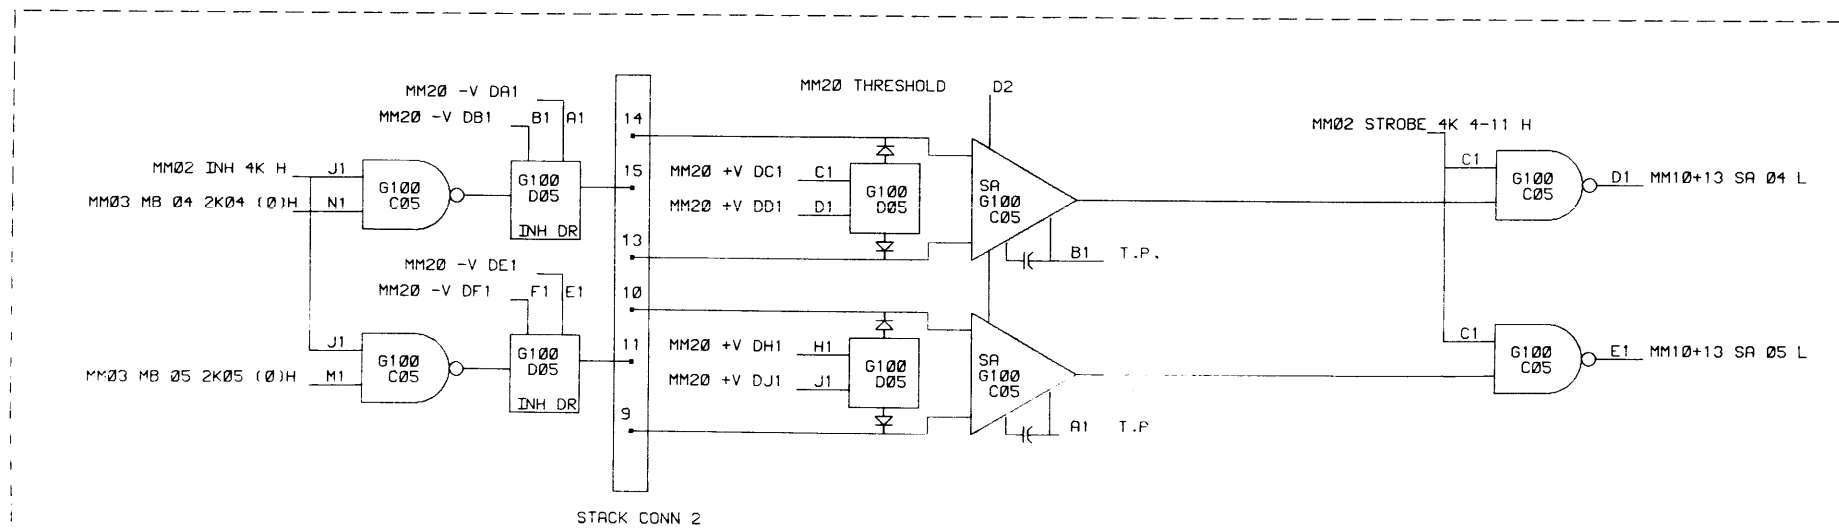 MM20 -V DA1
MM20 -V DB1
B1
A1
MM02 INH 4K H
J1
MM03 MB 04 2K04 (0)H
N1
G100
C05
G100
D05
INH DR
14
15
13
MM20 THRESHOLD
D2
MM20 +V DC1
C1
MM20 +V DD1
D1
G100
D05
SA
G100
C05
B1
T.P.
MM02 STROBE 4K 4-11 H
C1
G100
C05
D1
MM10+13 SA 04 L
MM20 -V DE1
MM20 -V DF1
F1
E1
J1
MM03 MB 05 2K05 (0)H
M1
G100
C05
G100
D05
INH DR
10
11
9
MM20 +V DH1
H1
MM20 +V DJ1
J1
G100
D05
SA
G100
C05
A1
T.P
C1
G100
C05
E1
MM10+13 SA 05 L
STACK CONN 2